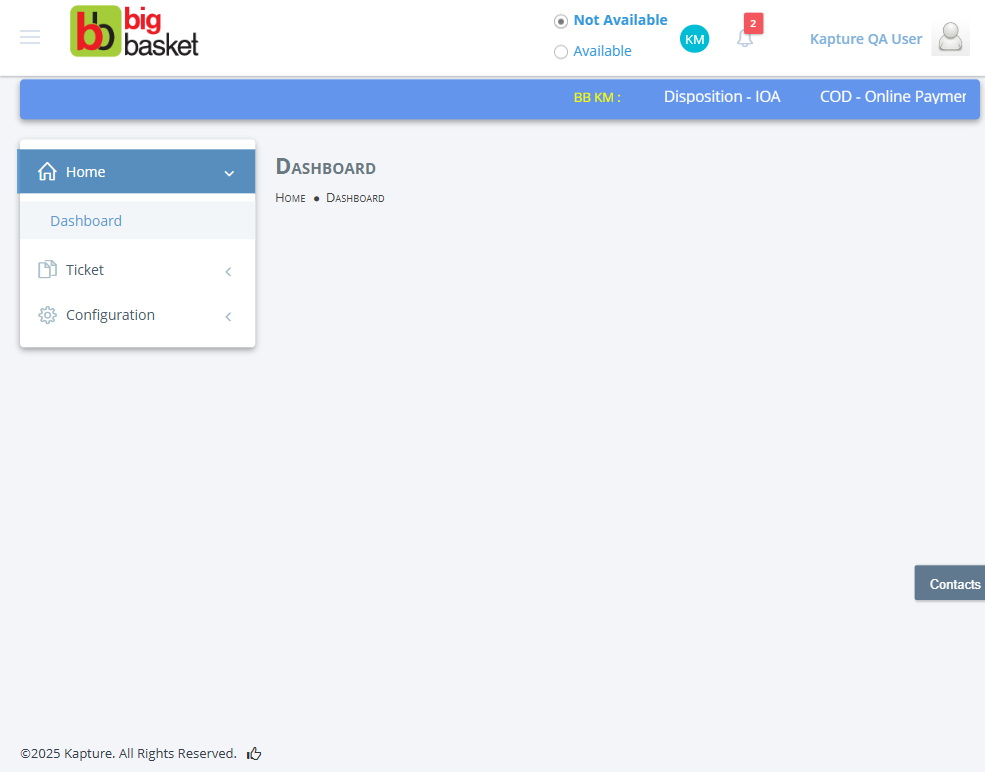 bb big
basket
Not Available
Available
KM
2
Kapture QA User
BB KM :
Disposition - IOA
COD - Online
Home
Dashboard
Ticket
Configuration
Dashboard
Home • Dashboard
Contacts
©2025 Kapture. All Rights Reserved.